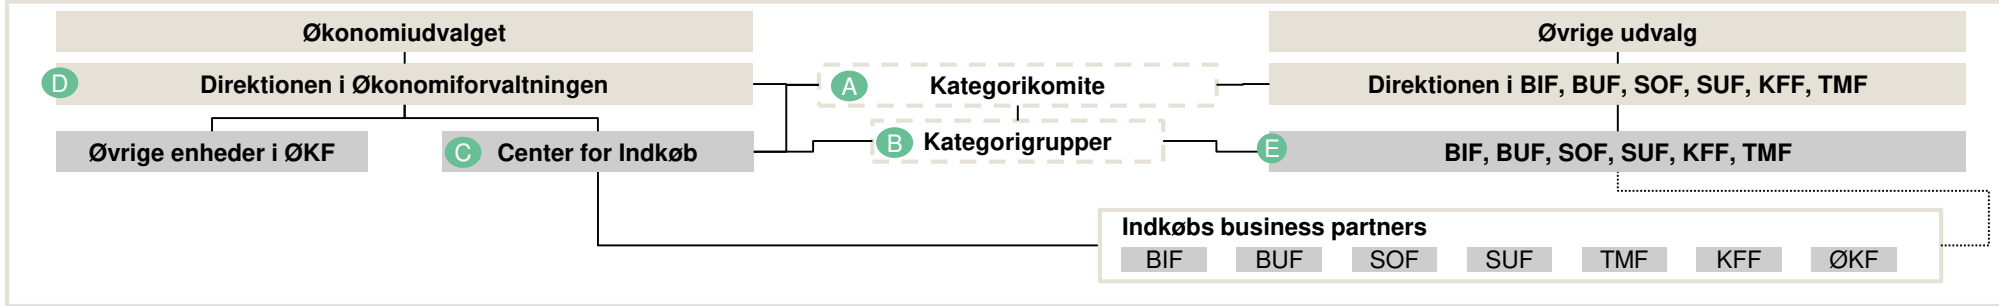 Økonomiudvalget
Øvrige udvalg
D Direktionen i Økonomiforvaltningen
A Kategorikomite
Direktionen i BIF, BUF, SOF, SUF, KFF, TMF
Øvrige enheder i ØKF
C Center for Indkøb
B Kategorigrupper
E BIF, BUF, SOF, SUF, KFF, TMF
Indkøbs business partners
BIF BUF SOF SUF TMF KFF ØKF